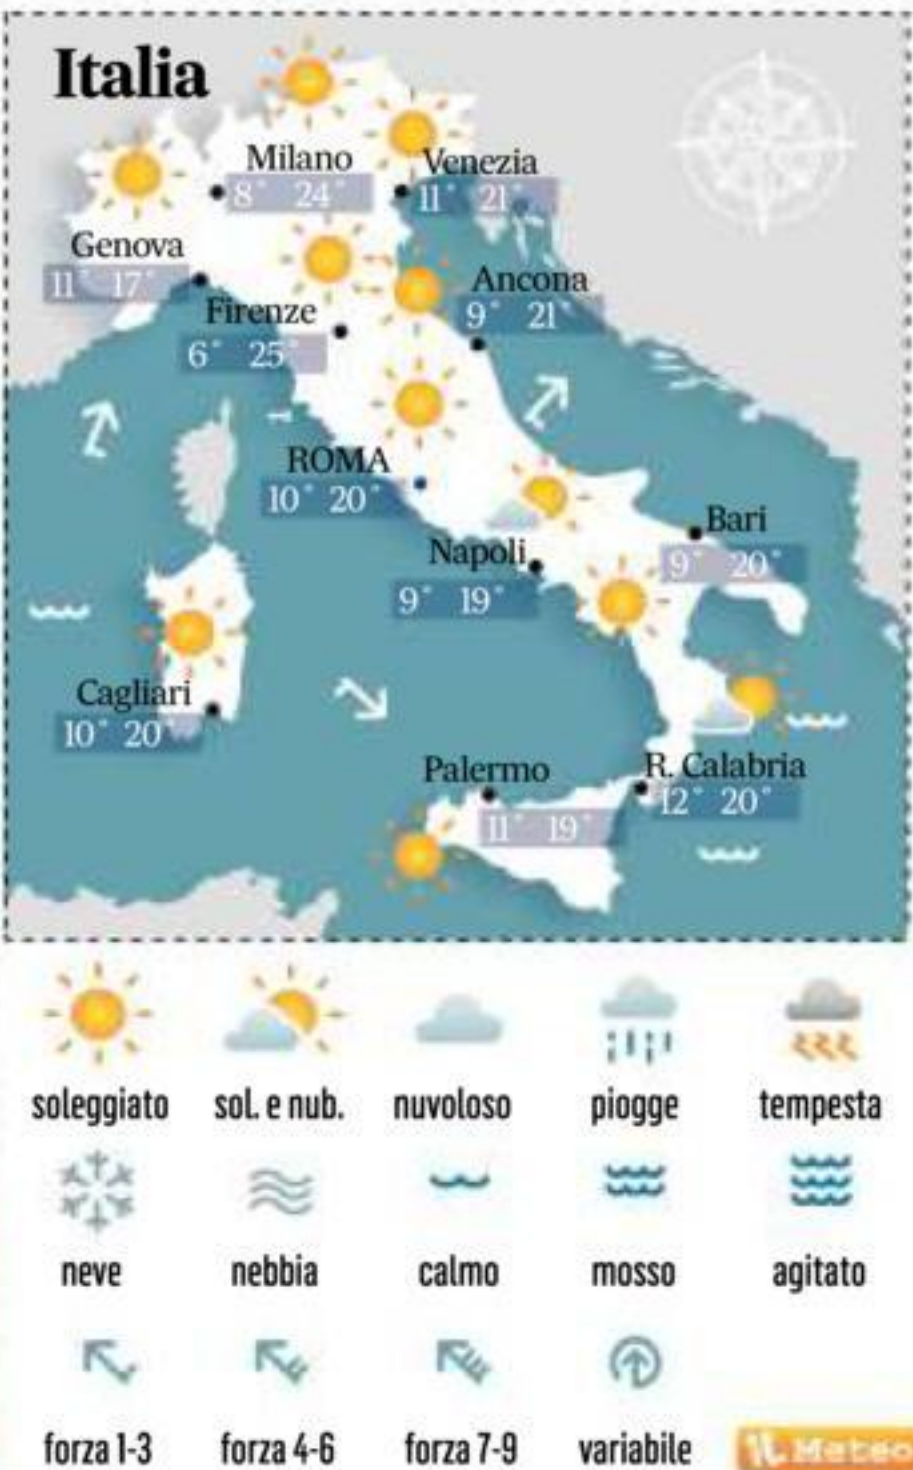 Italia
Milano
8° 24°
Venezia
11° 21°
Genova
11° 17°
Firenze
6° 25°
Ancona
9° 21°
ROMA
10° 20°
Napoli
9° 19°
Bari
9° 20°
Cagliari
10° 20°
Palermo
11° 19°
R. Calabria
12° 20°
soleggiato sol. e nub. nuvoloso piogge tempesta
neve nebbia calmo mosso agitato
forza 1-3 forza 4-6 forza 7-9 variabile
iL Meteo